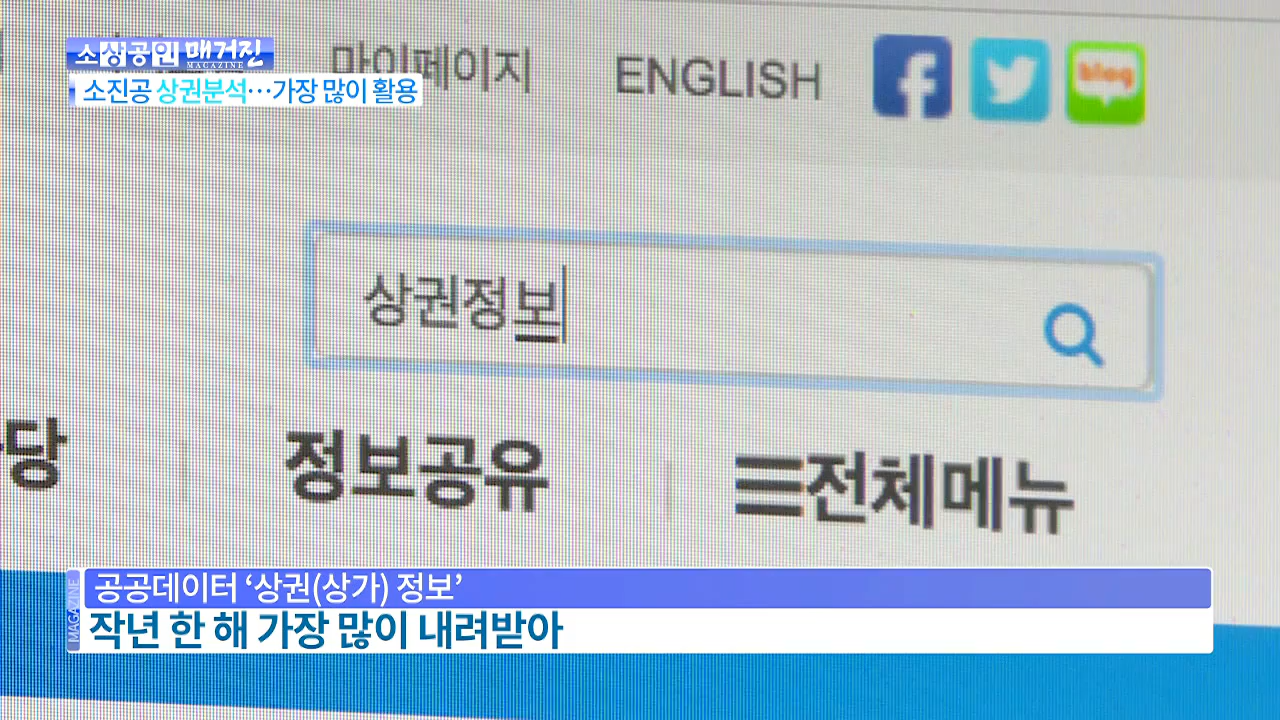 소상공인 매거진
MAGAZINE
소진공 상권분석…가장 많이 활용
마이페이지
ENGLISH
f
blog
상권정보
당
정보공유
전체메뉴
MAGAZINE
공공데이터 ‘상권(상가) 정보’
작년 한 해 가장 많이 내려받아